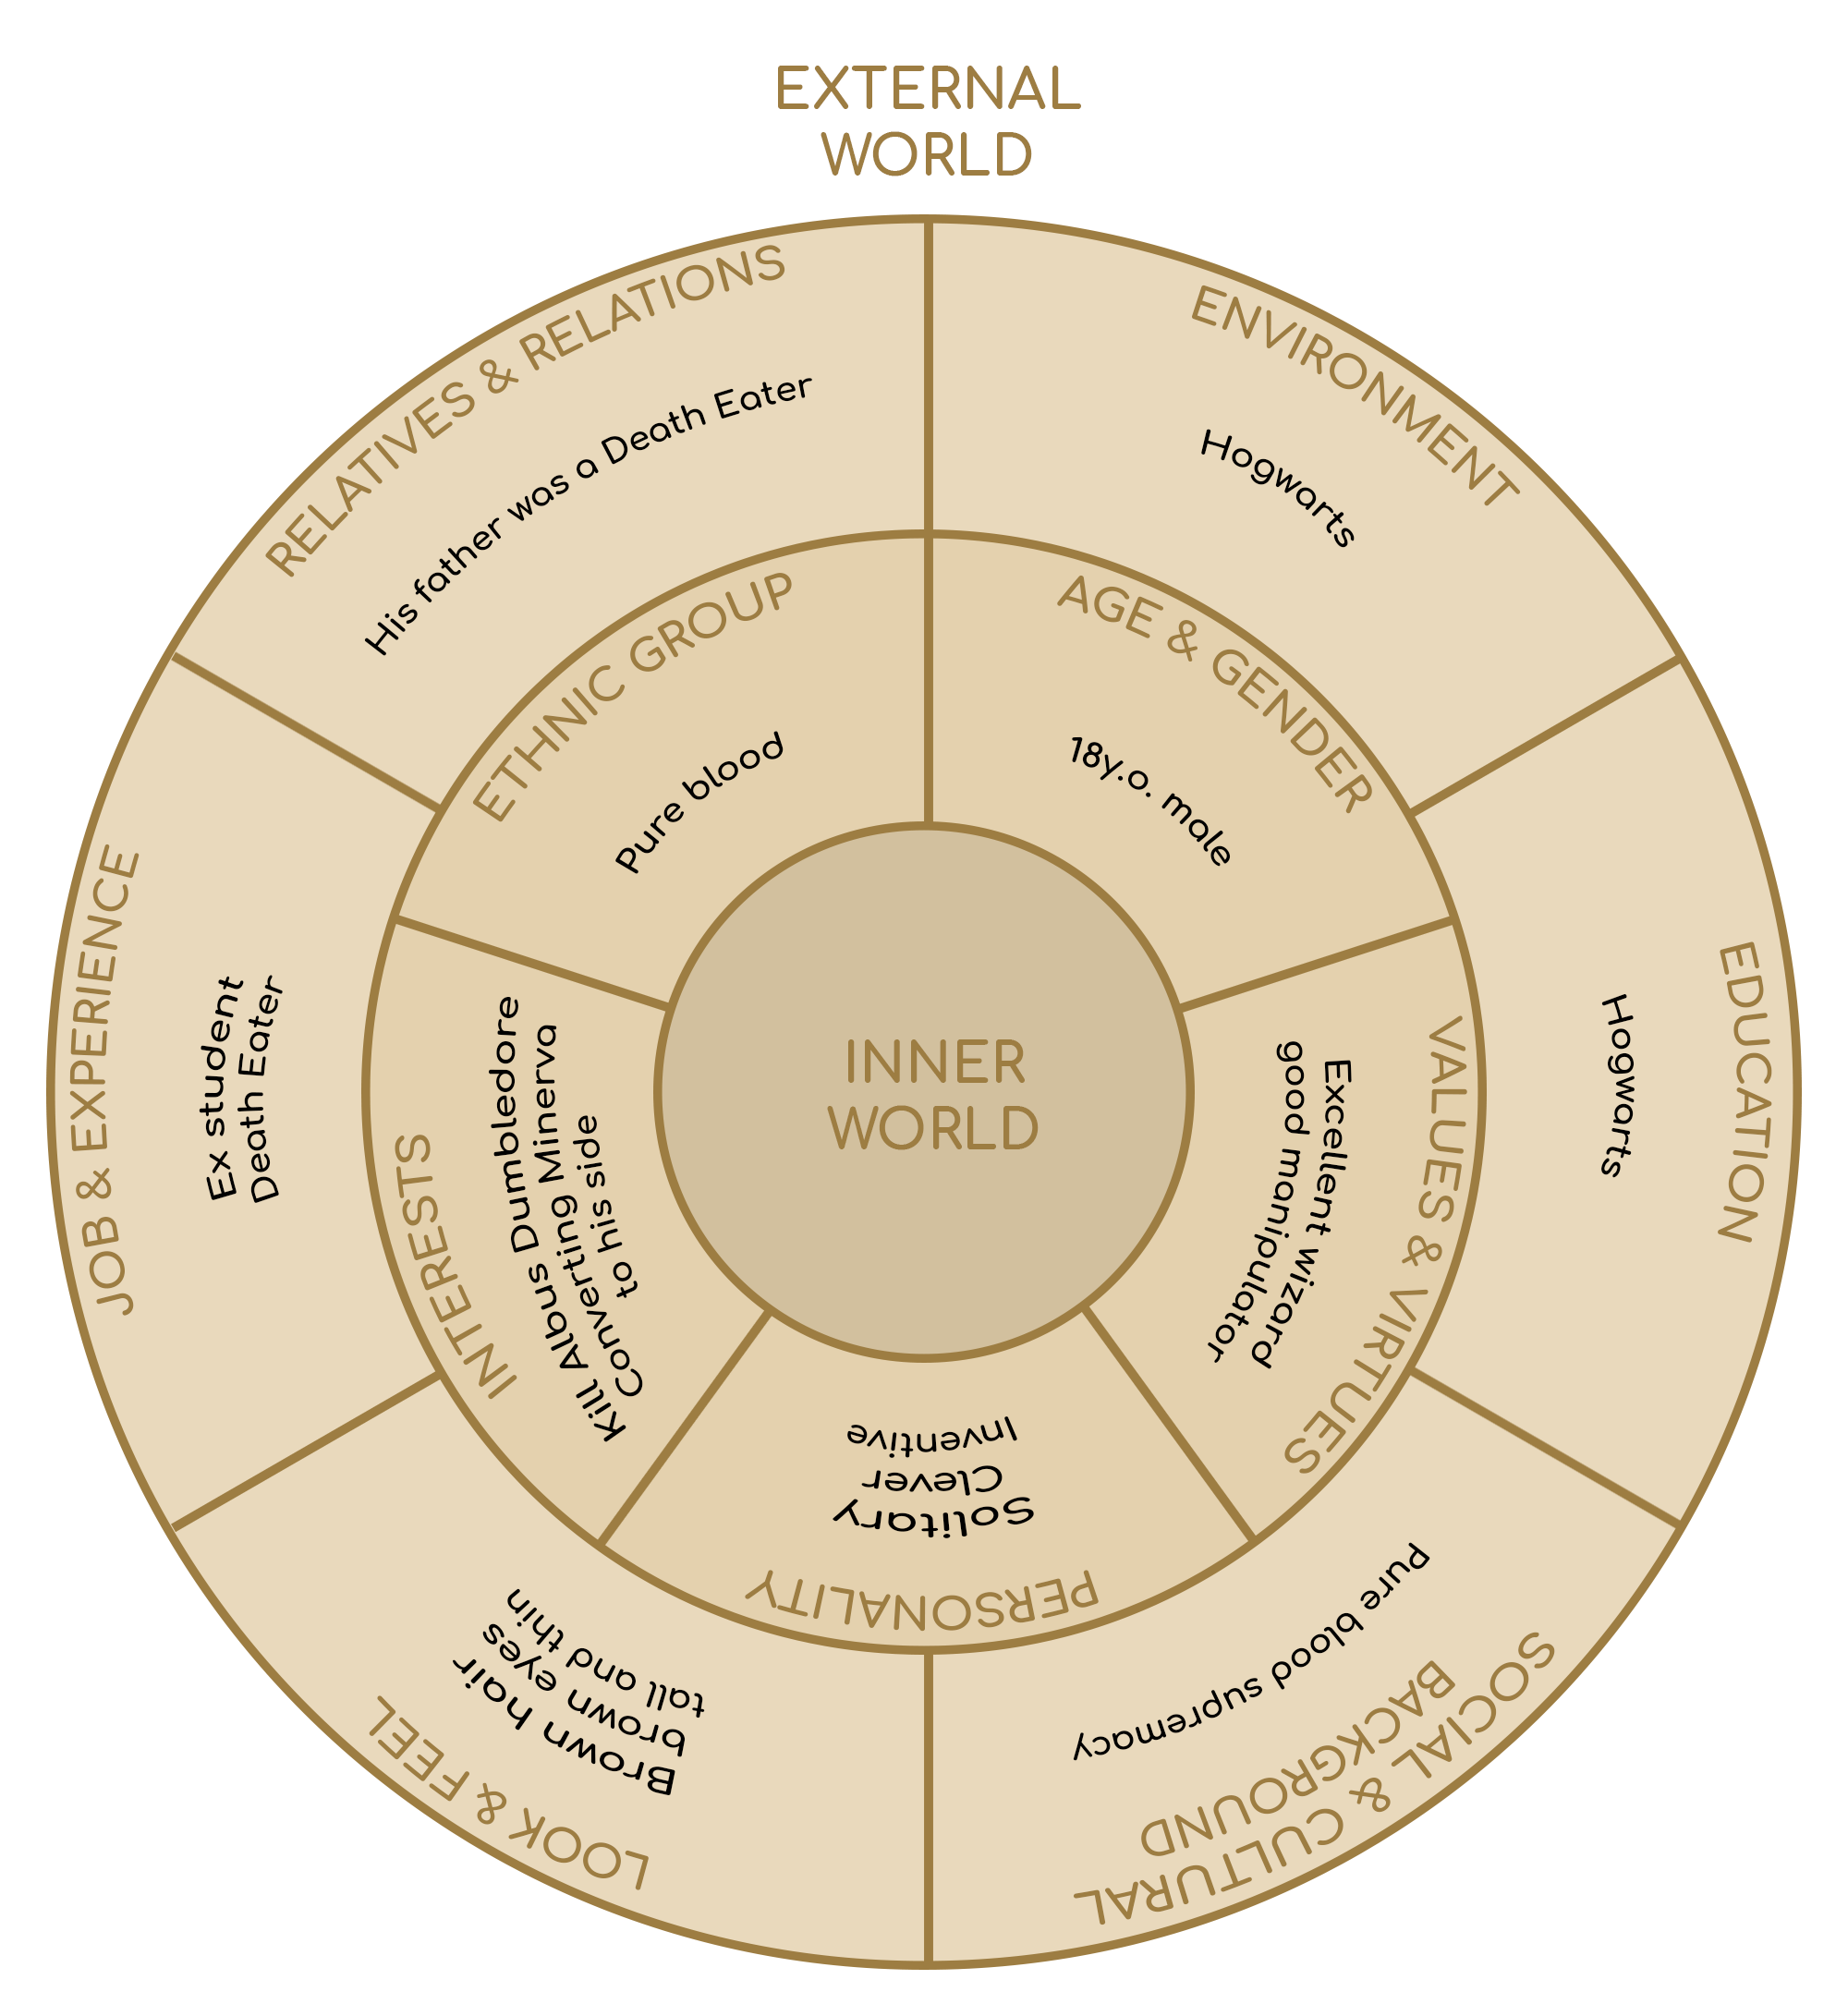 EXTERNAL
WORLD
RELATIVES & RELATIONS
His father was a Death Eater
ENVIRONMENT
Hogwarts
EDUCATION
Hogwarts
SOCIAL & CULTURAL
BACKGROUND
Pure blood supremacy
LOOK & FEEL
Brown hair
brown eyes
tall and thin
JOB & EXPERIENCE
Ex student
Death Eater
ETHNIC GROUP
Pure blood
AGE & GENDER
18y.o. male
VALUES & VIRTUES
Excellent wizard
good manipulator
PERSONALITY
Solitary
Clever
Inventive
INTERESTS
Kill Albus Dumbledore
Converting Minerva
to his side
INNER
WORLD